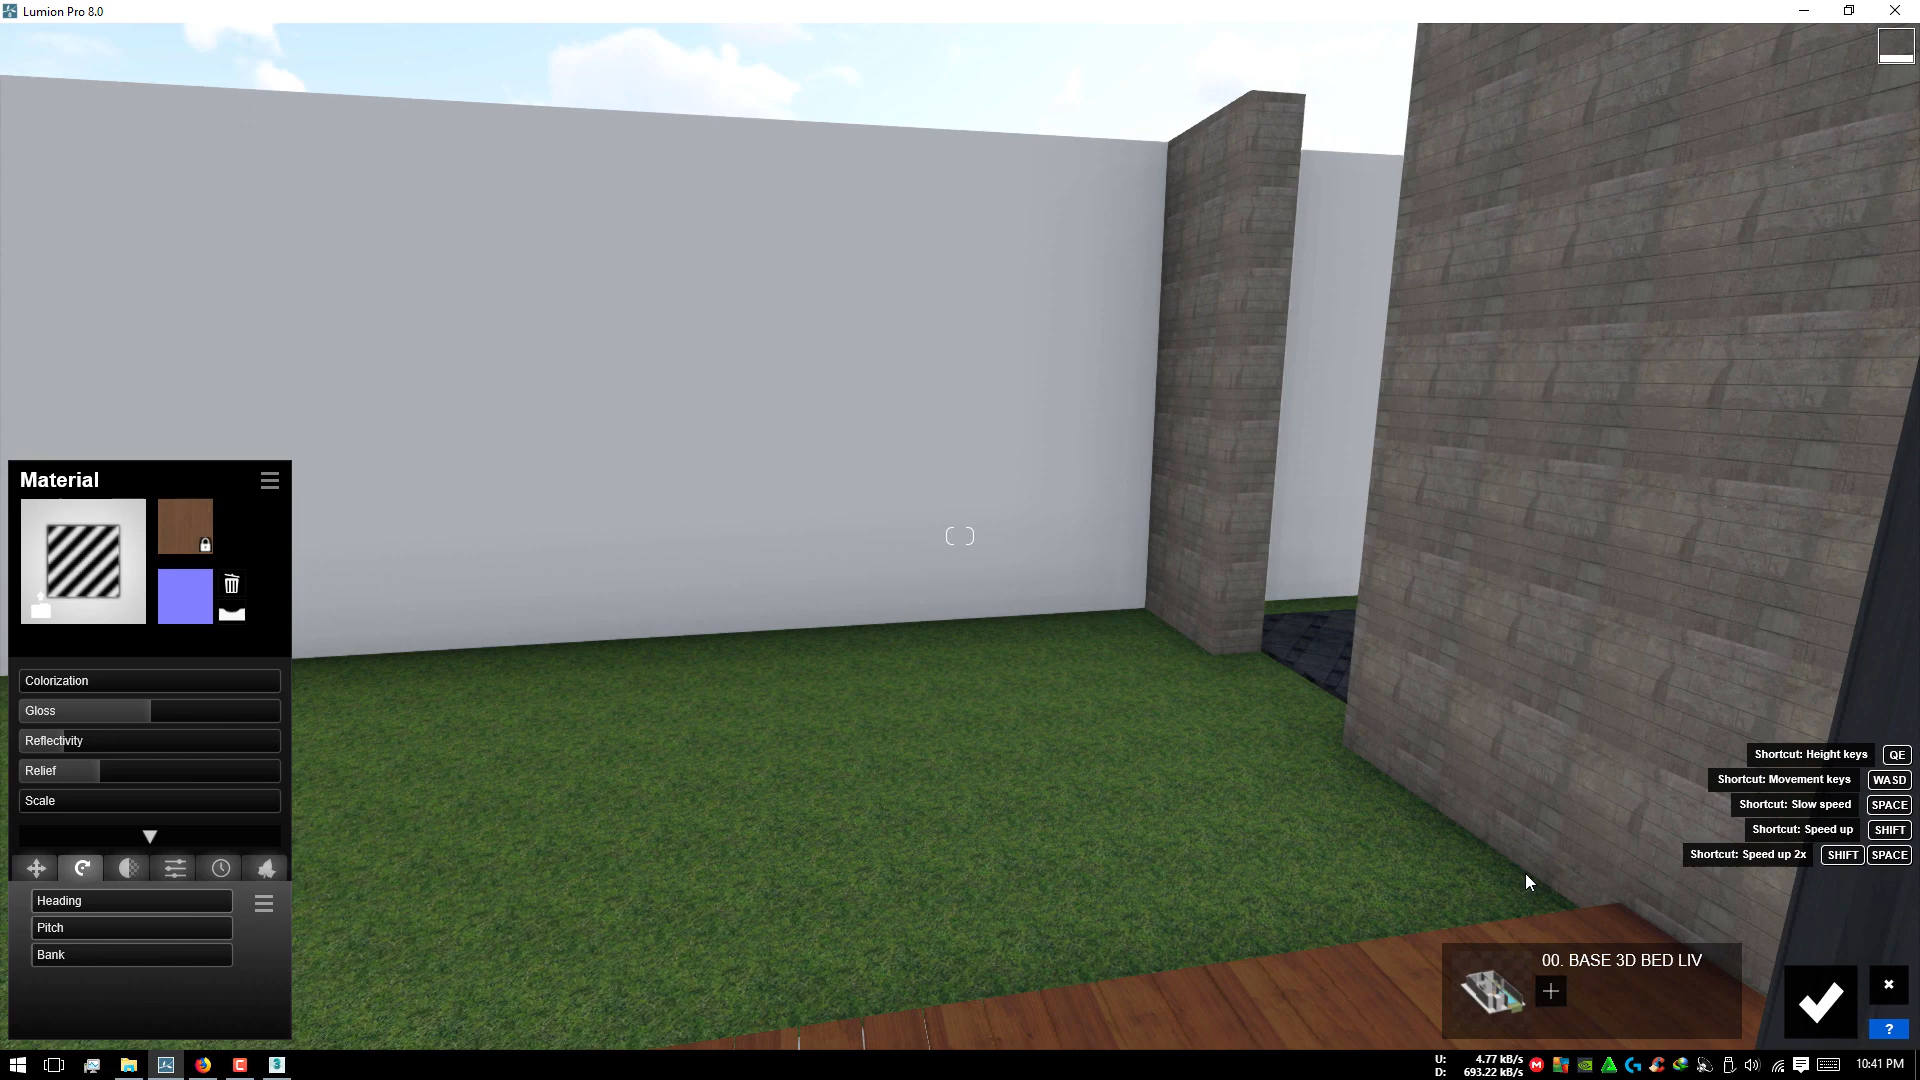 Lumion Pro 8.0
Material
Colorization
Gloss
Reflectivity
Relief
Scale
Heading
Pitch
Bank
Shortcut: Height keys QE
Shortcut: Movement keys WASD
Shortcut: Slow speed SPACE
Shortcut: Speed up SHIFT
Shortcut: Speed up 2x SHIFT SPACE
00. BASE 3D BED LIV
?
U: 4.77 kB/s
D: 693.22 kB/s
10:41 PM